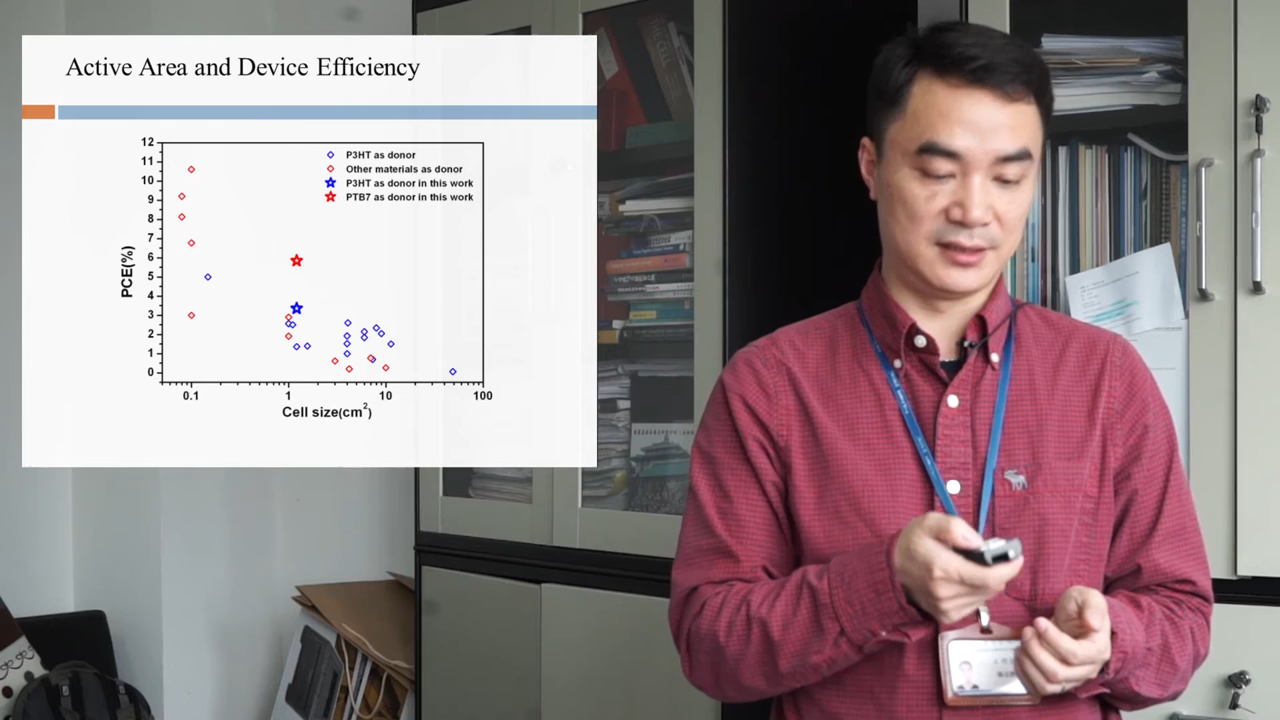 Active Area and Device Efficiency
12
11
10
9
8
7
6
5
4
3
2
1
0
PCE(%)
P3HT as donor
Other materials as donor
P3HT as donor in this work
PTB7 as donor in this work
0.1
1
10
100
Cell size(cm²)
THE CELL